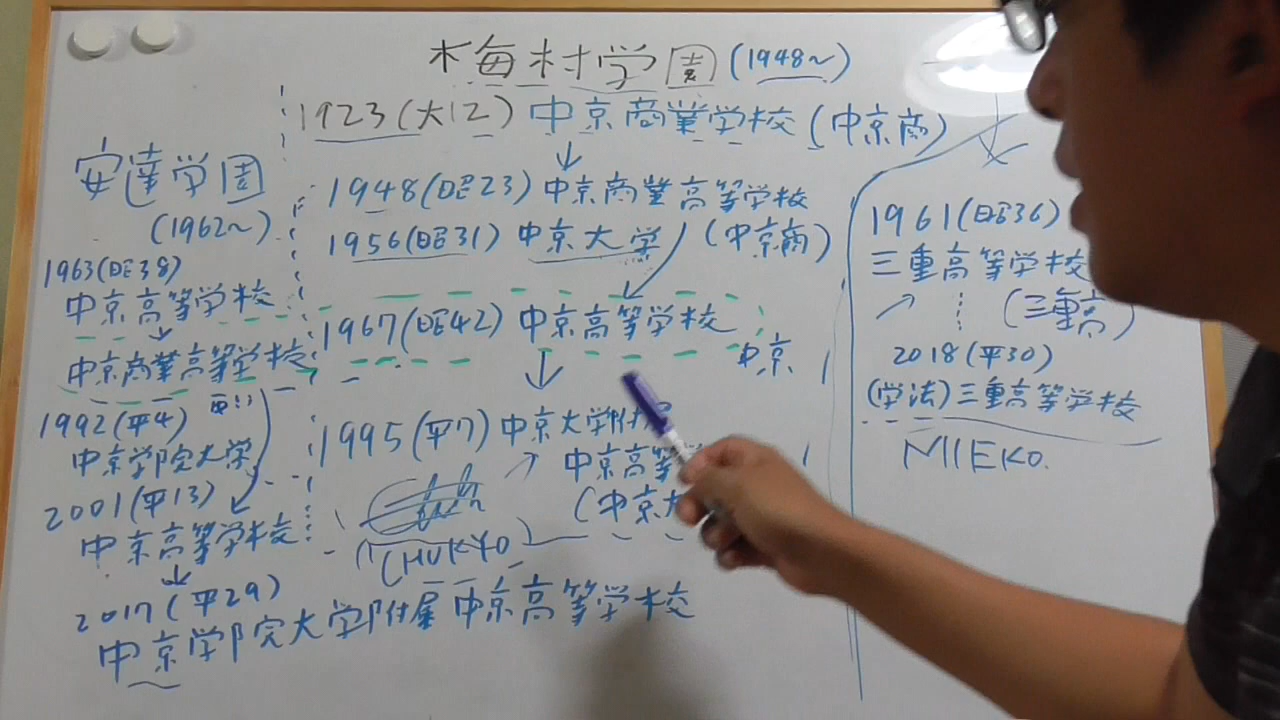 梅村学園 (1948～)
1923(大12) 中京商業学校 (中京商)
1948(昭23) 中京商業高等学校
1956(昭31) 中京大学 (中京商)
1967(昭42) 中京高等学校
中京
1995(平7) 中京大学附
中京高等
(中京大
CHUKYO
安達学園
(1962～)
1963(昭38)
中京高等学校
中京商業高等学校
1992(平4)
中京学院大学
2001(平13)
中京高等学校
2017(平29)
中京学院大学附属中京高等学校
1961(昭36)
三重高等学校
(三重高)
2018(平30)
(学法)三重高等学校
MIEKO.